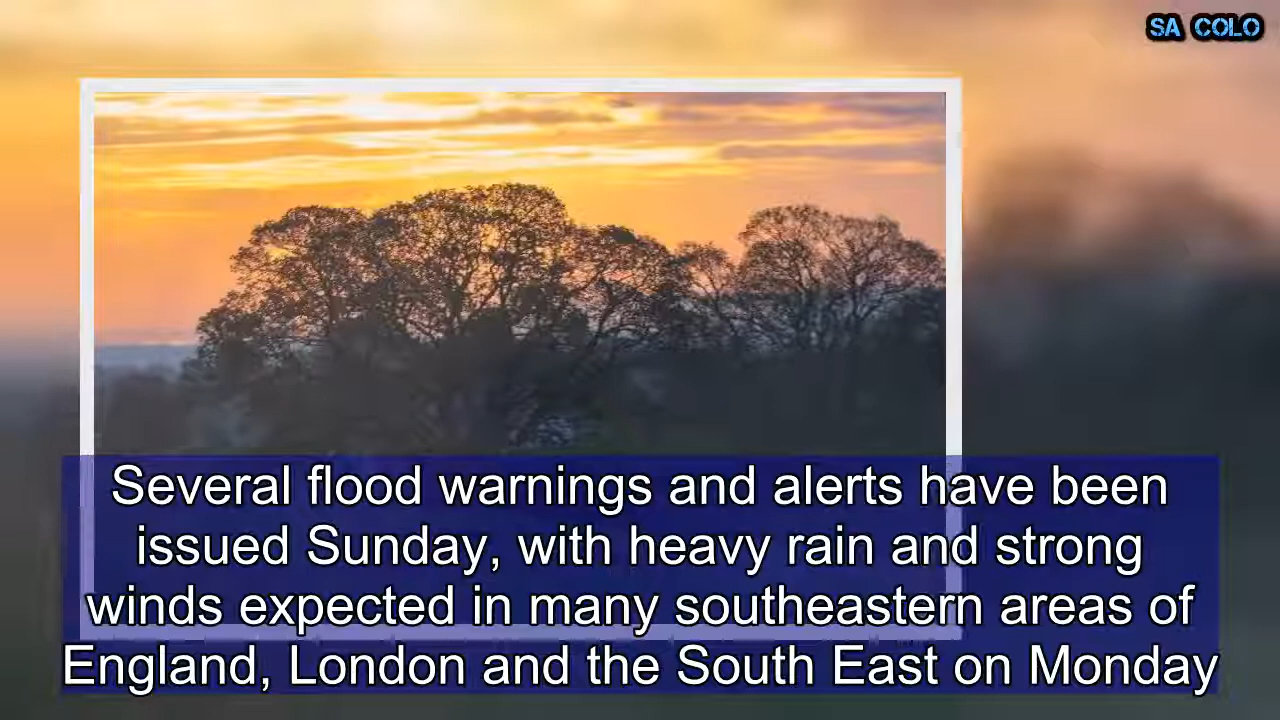 SA COLO
Several flood warnings and alerts have been
issued Sunday, with heavy rain and strong
winds expected in many southeastern areas of
England, London and the South East on Monday